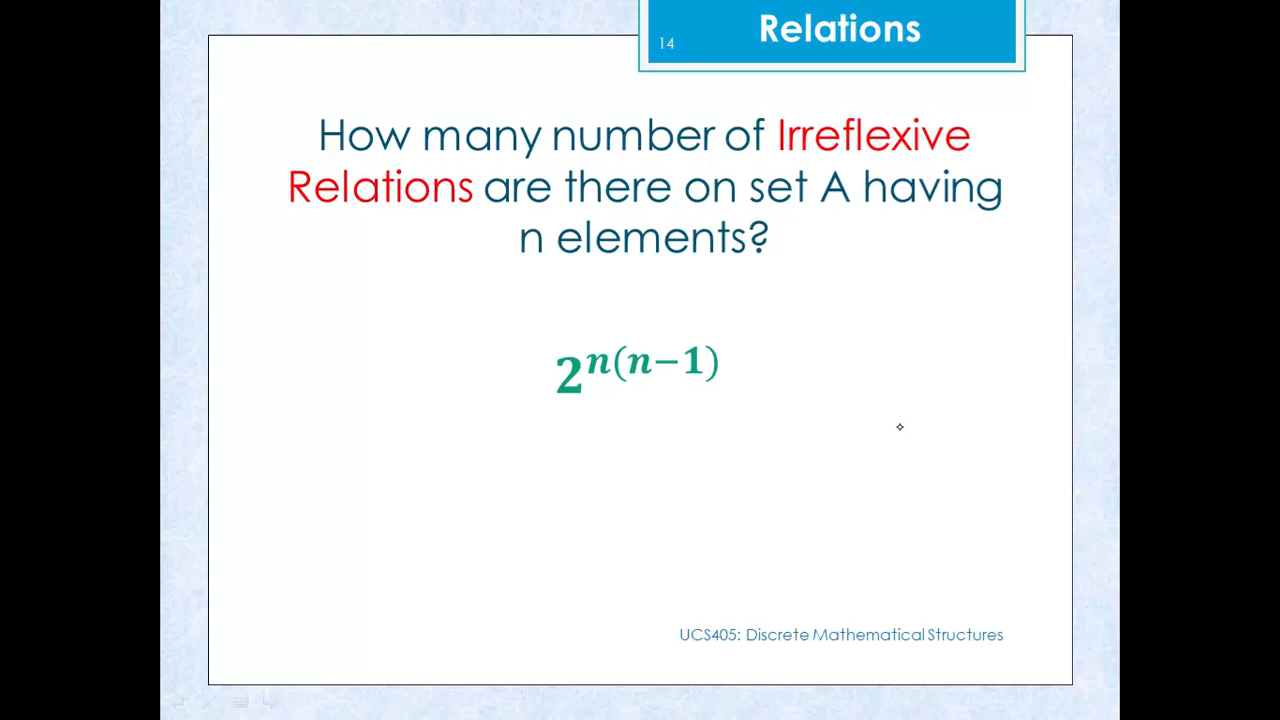 Relations
14
How many number of Irreflexive
Relations are there on set A having
n elements?
2^{n(n−1)}
UCS405: Discrete Mathematical Structures